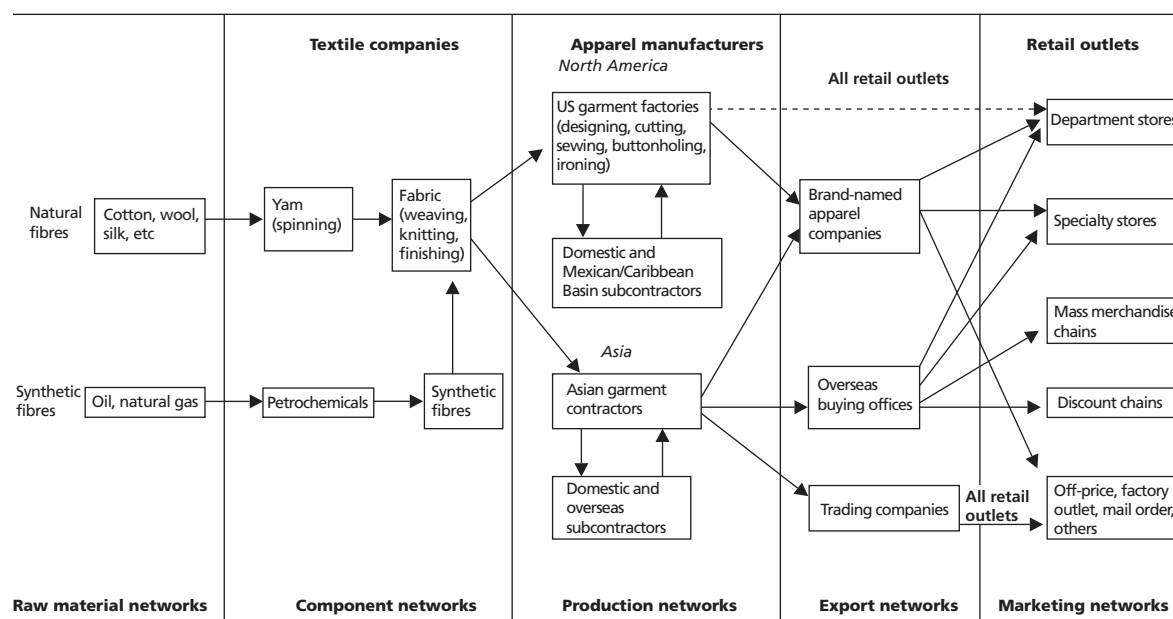 Textile companies
Apparel manufacturers
Retail outlets
North America
All retail outlets
US garment factories
(designing, cutting,
sewing, buttonholing,
ironing)
Department stores
Natural
fibres
Cotton, wool,
silk, etc
Yam
(spinning)
Fabric
(weaving,
knitting,
finishing)
Brand-named
apparel
companies
Specialty stores
Domestic and
Mexican/Caribbean
Basin subcontractors
Mass merchandise
chains
Asia
Synthetic
fibres
Oil, natural gas
Petrochemicals
Synthetic
fibres
Asian garment
contractors
Overseas
buying offices
Discount chains
Domestic and
overseas
subcontractors
Trading companies
All retail
outlets
Off-price, factory
outlet, mail order,
others
Raw material networks
Component networks
Production networks
Export networks
Marketing networks